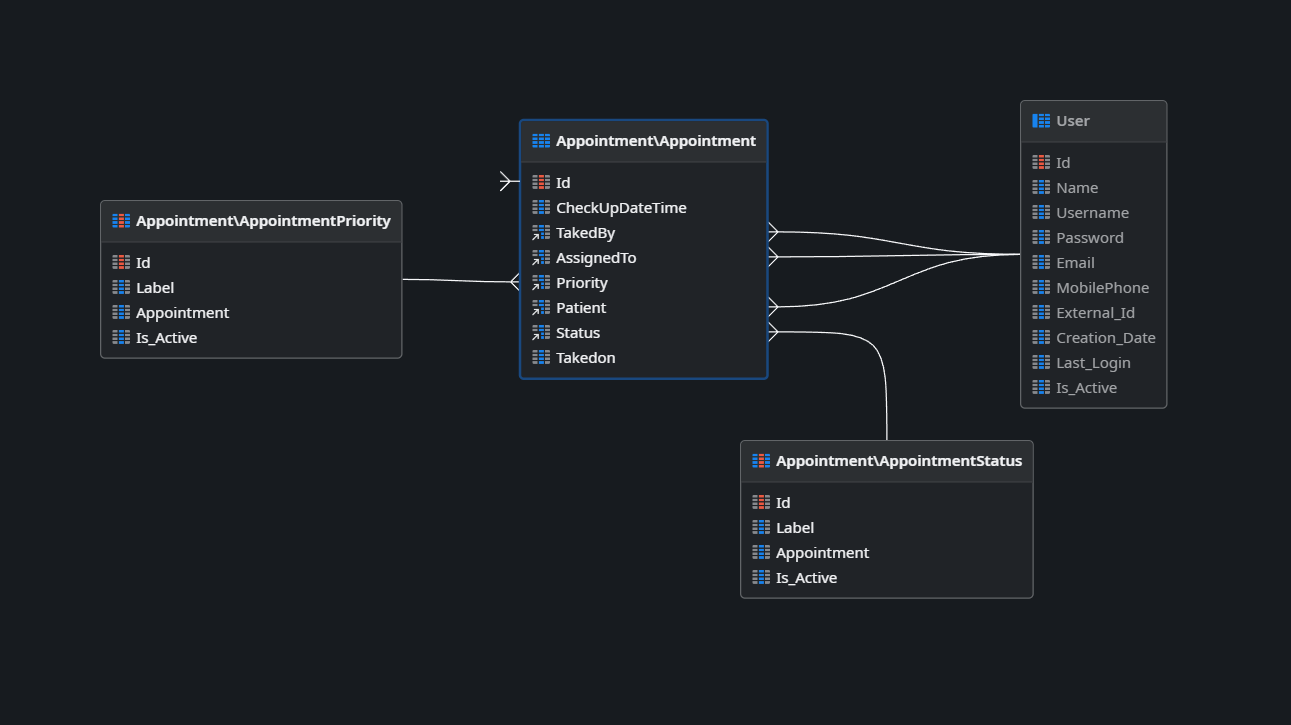 Appointment\AppointmentPriority
Id
Label
Appointment
Is_Active
Appointment\Appointment
Id
CheckUpDateTime
TakedBy
AssignedTo
Priority
Patient
Status
Takedon
User
Id
Name
Username
Password
Email
MobilePhone
External_Id
Creation_Date
Last_Login
Is_Active
Appointment\AppointmentStatus
Id
Label
Appointment
Is_Active